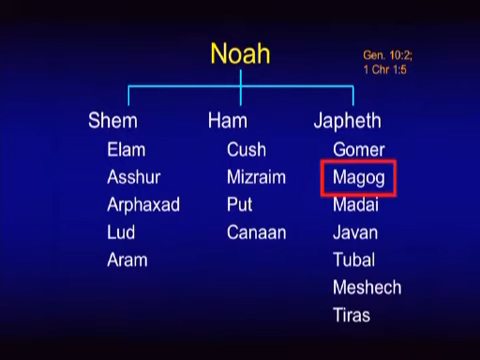 Noah
Gen. 10:2;
1 Chr 1:5
Shem
Elam
Asshur
Arphaxad
Lud
Aram
Ham
Cush
Mizraim
Put
Canaan
Japheth
Gomer
Magog
Madai
Javan
Tubal
Meshech
Tiras